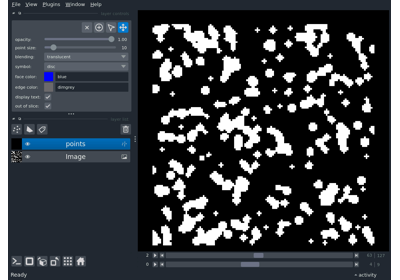 File View Plugins Window Help
opacity: 1.00
point size: 10
blending: translucent
symbol: disc
face color: blue
edge color: dimgrey
display text:
out of slice:
points
Image
2
0
Ready
activity